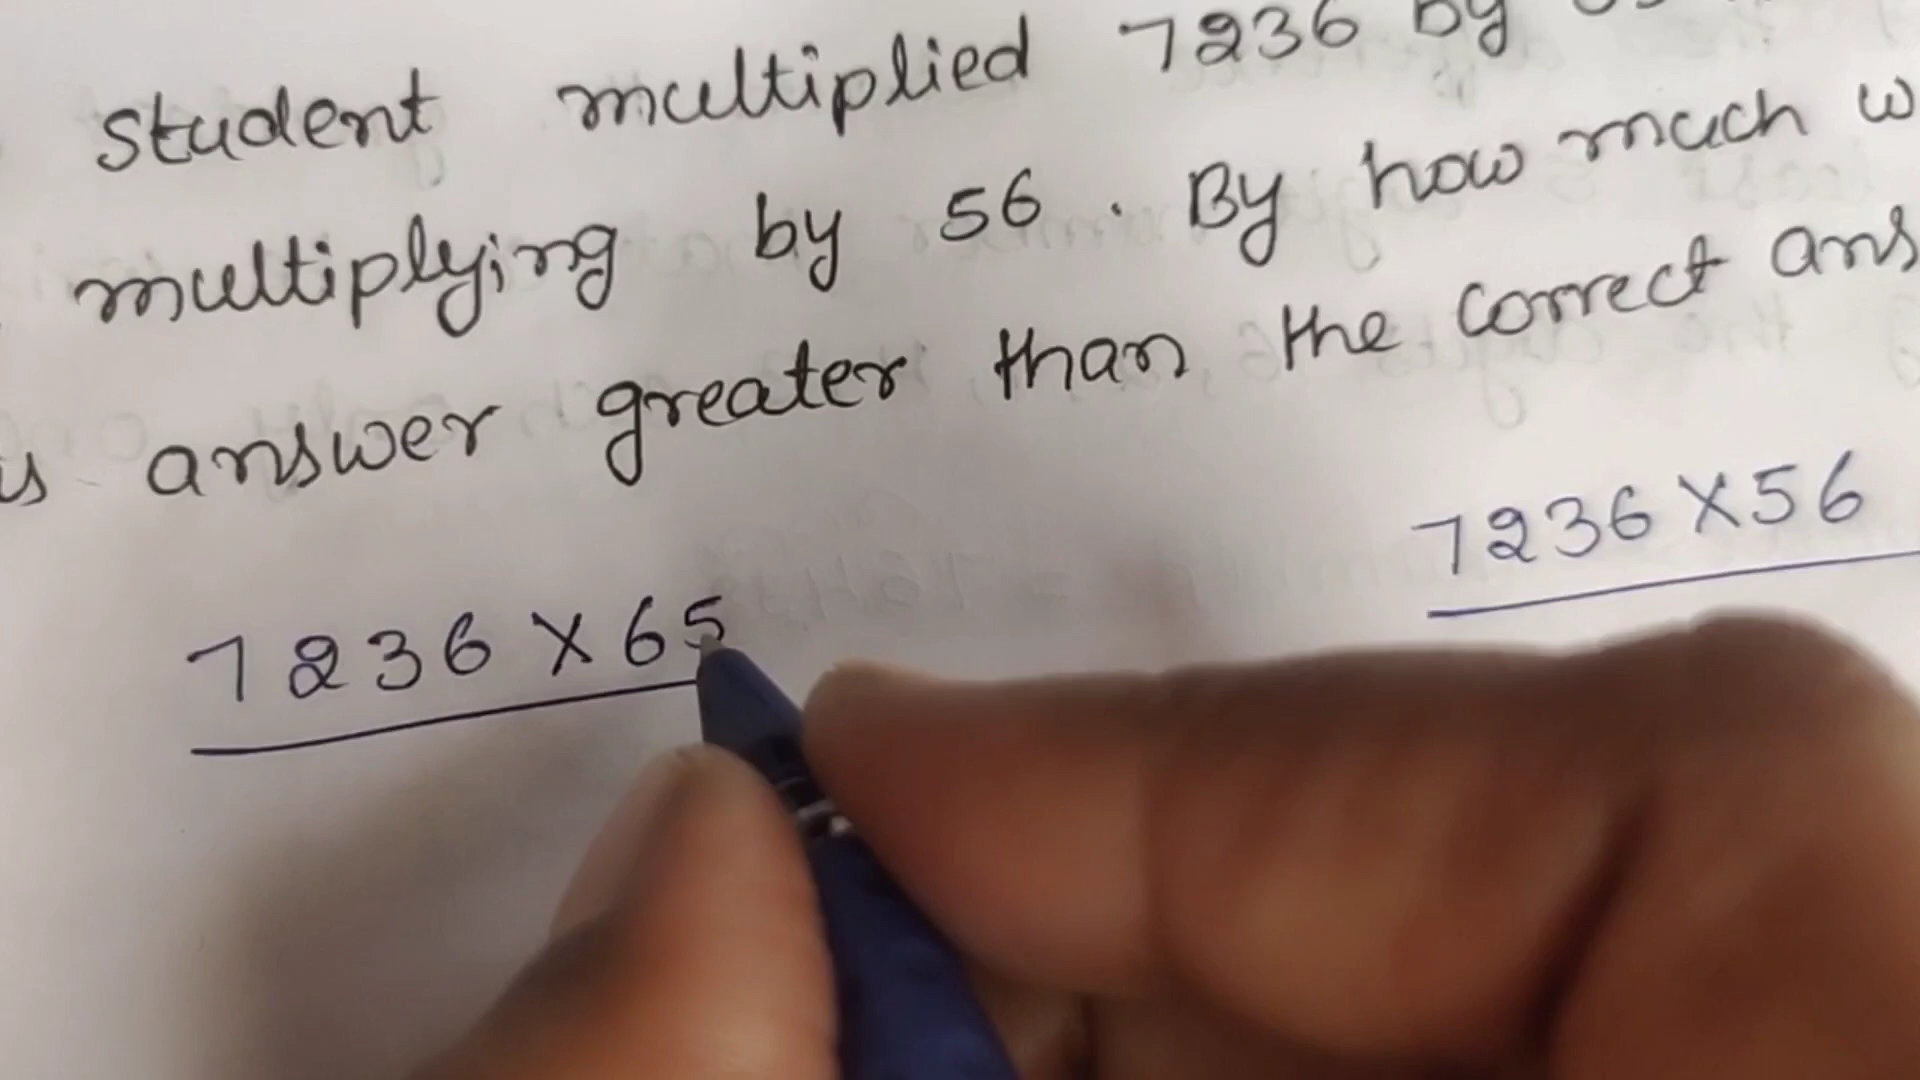 student multiplied 7236 by
multiplying by 56. By how much
answer greater than the correct ans
7236 X 56
7236 X 65